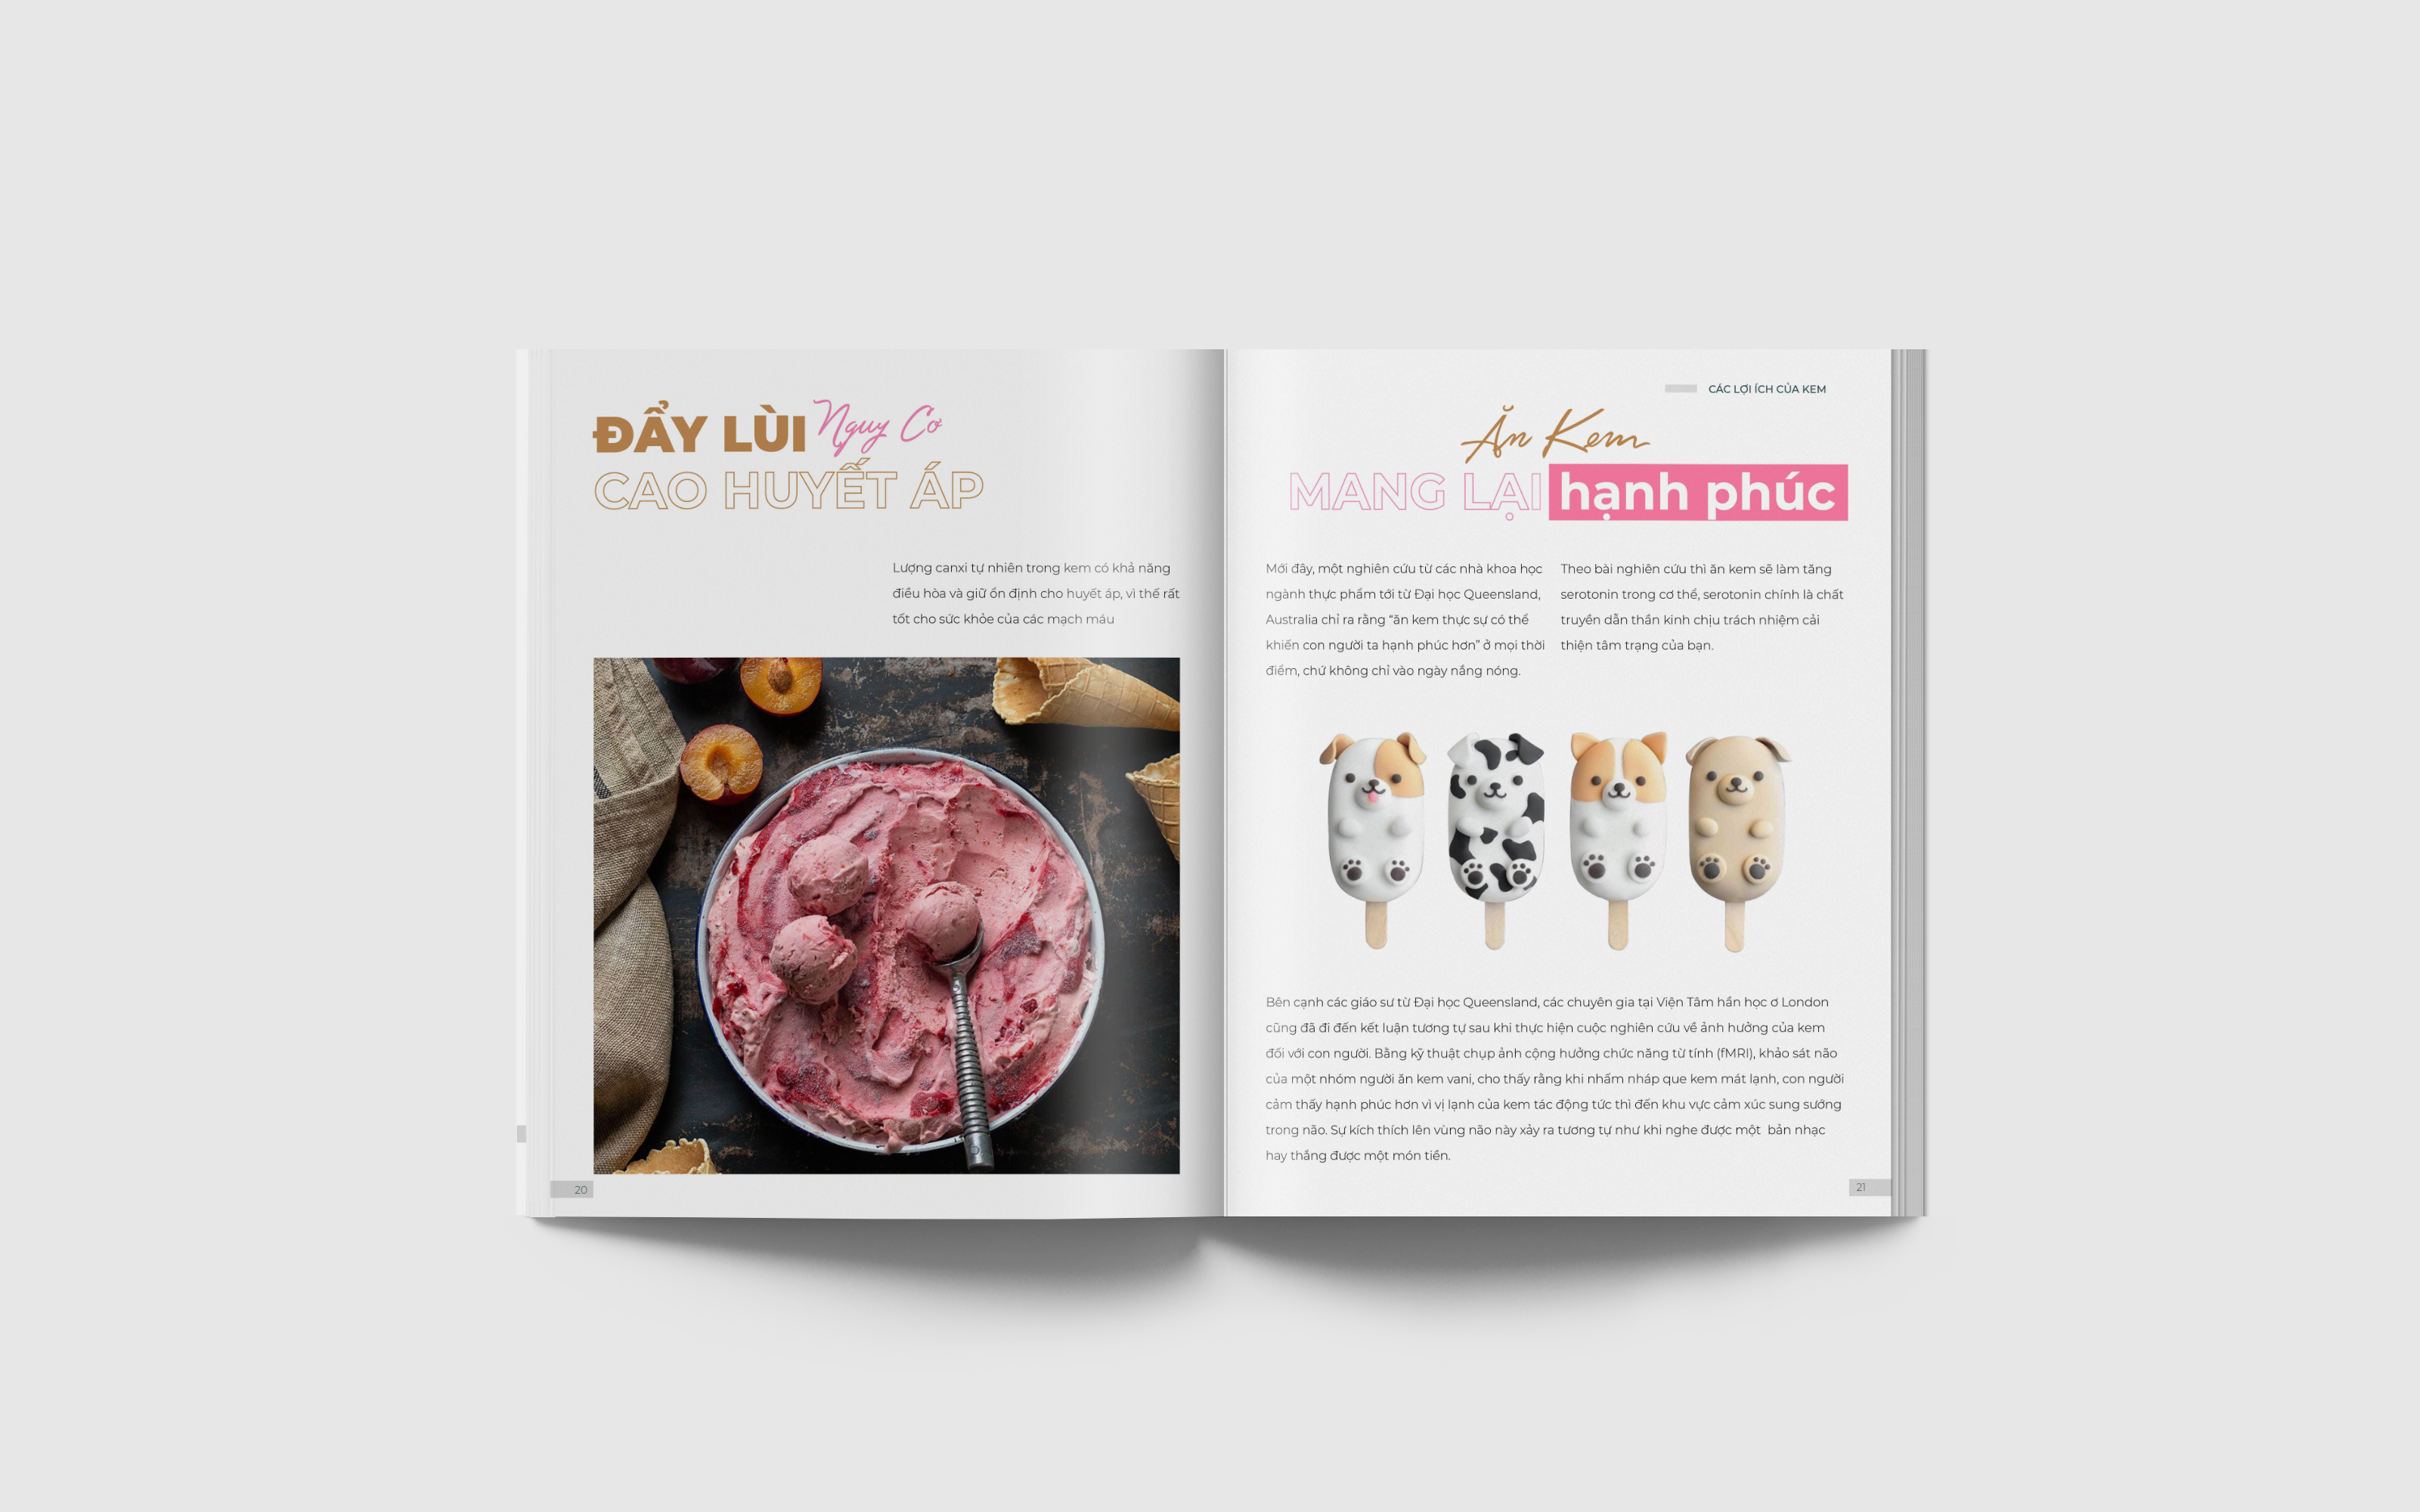 ĐẨY LÙI Nguy Cơ
CAO HUYẾT ÁP
Lượng canxi tự nhiên trong kem có khả năng
điều hòa và giữ ổn định cho huyết áp, vì thế rất
tốt cho sức khỏe của các mạch máu
20
CÁC LỢI ÍCH CỦA KEM
Ăn Kem
MANG LẠI hạnh phúc
Mới đây, một nghiên cứu từ các nhà khoa học
ngành thực phẩm tới từ Đại học Queensland,
Australia chỉ ra rằng “ăn kem thực sự có thể
khiến con người ta hạnh phúc hơn” ở mọi thời
điểm, chứ không chỉ vào ngày nắng nóng.
Theo bài nghiên cứu thì ăn kem sẽ làm tăng
serotonin trong cơ thể, serotonin chính là chất
truyền dẫn thần kinh chịu trách nhiệm cải
thiện tâm trạng của bạn.
Bên cạnh các giáo sư từ Đại học Queensland, các chuyên gia tại Viện Tâm hần học ơ London
cũng đã đi đến kết luận tương tự sau khi thực hiện cuộc nghiên cứu về ảnh hưởng của kem
đối với con người. Bằng kỹ thuật chụp ảnh cộng hưởng chức năng từ tính (fMRI), khảo sát não
của một nhóm người ăn kem vani, cho thấy rằng khi nhấm nháp que kem mát lạnh, con người
cảm thấy hạnh phúc hơn vì vị lạnh của kem tác động tức thì đến khu vực cảm xúc sung sướng
trong não. Sự kích thích lên vùng não này xảy ra tương tự như khi nghe được một bản nhạc
hay thắng được một món tiền.
21